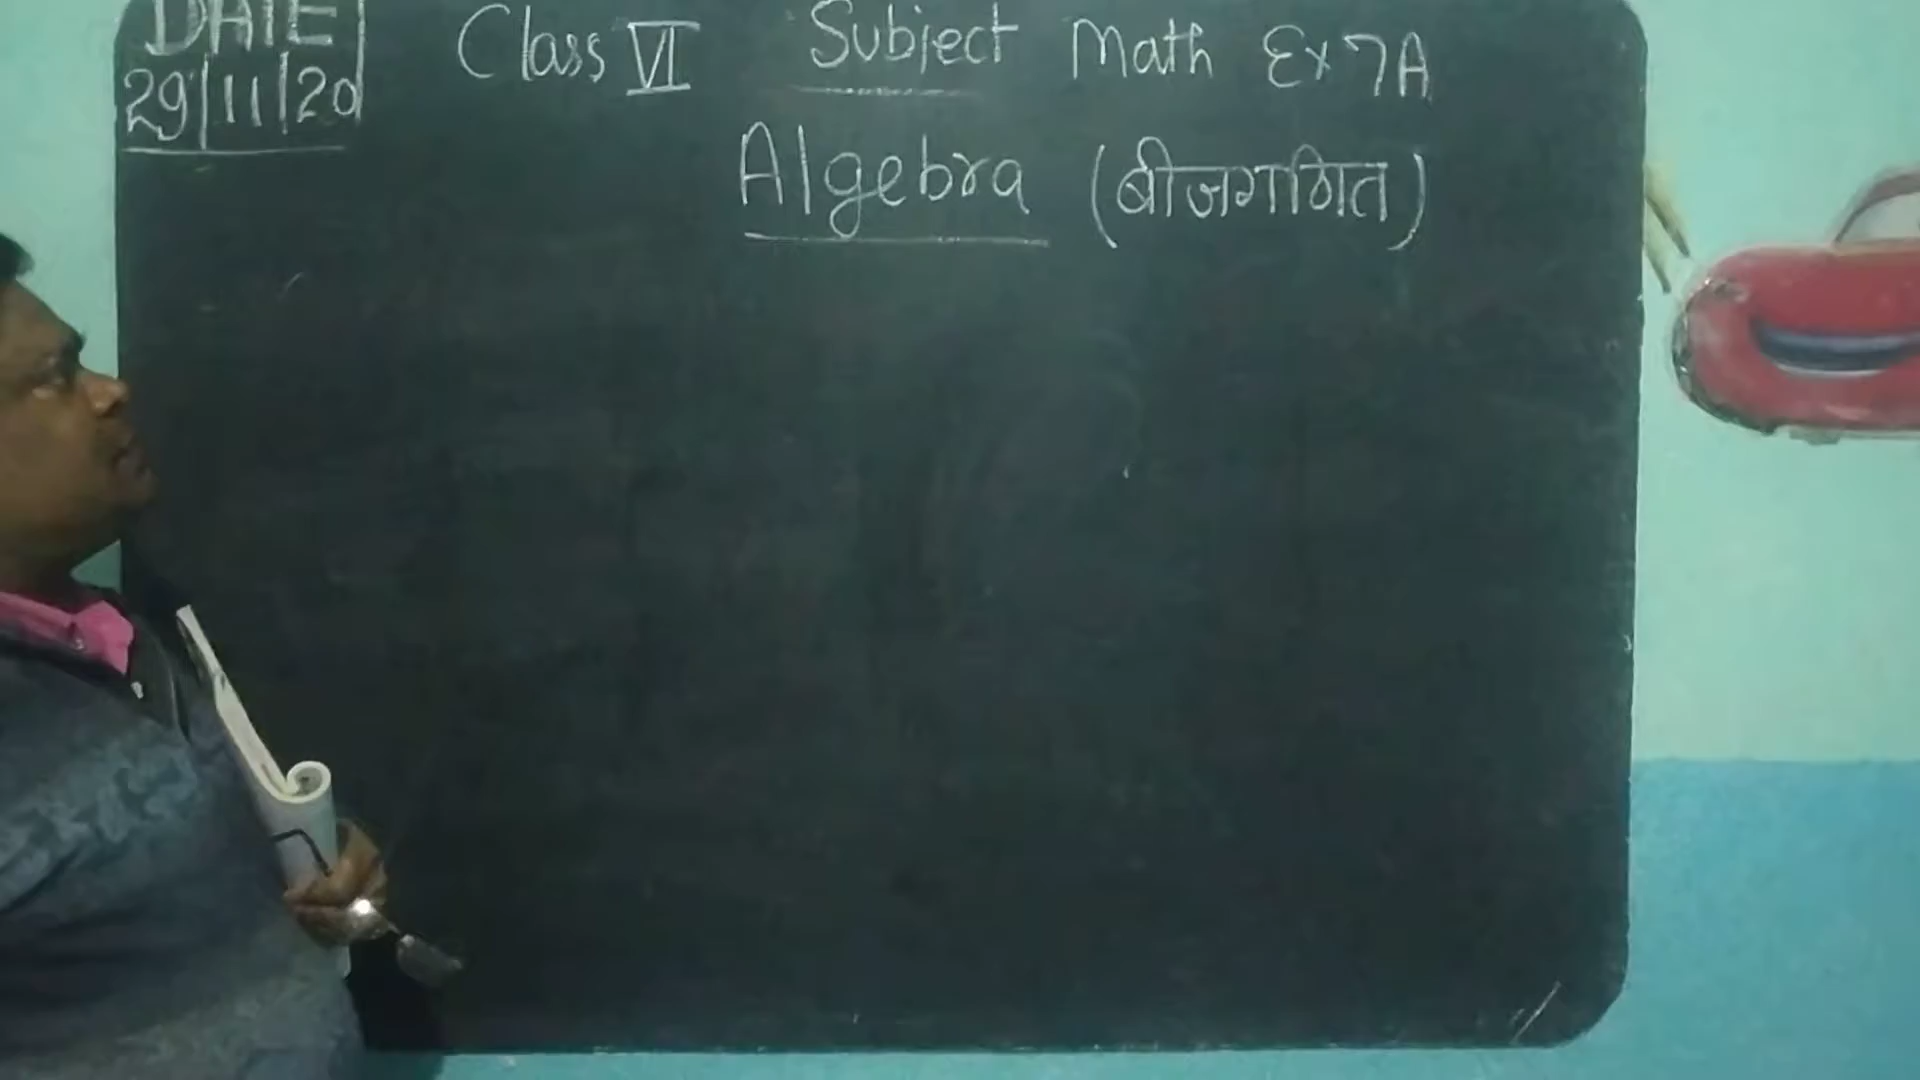 DATE
29/11/20
Class VI Subject Math Ex 7A
Algebra (बीजगणित)